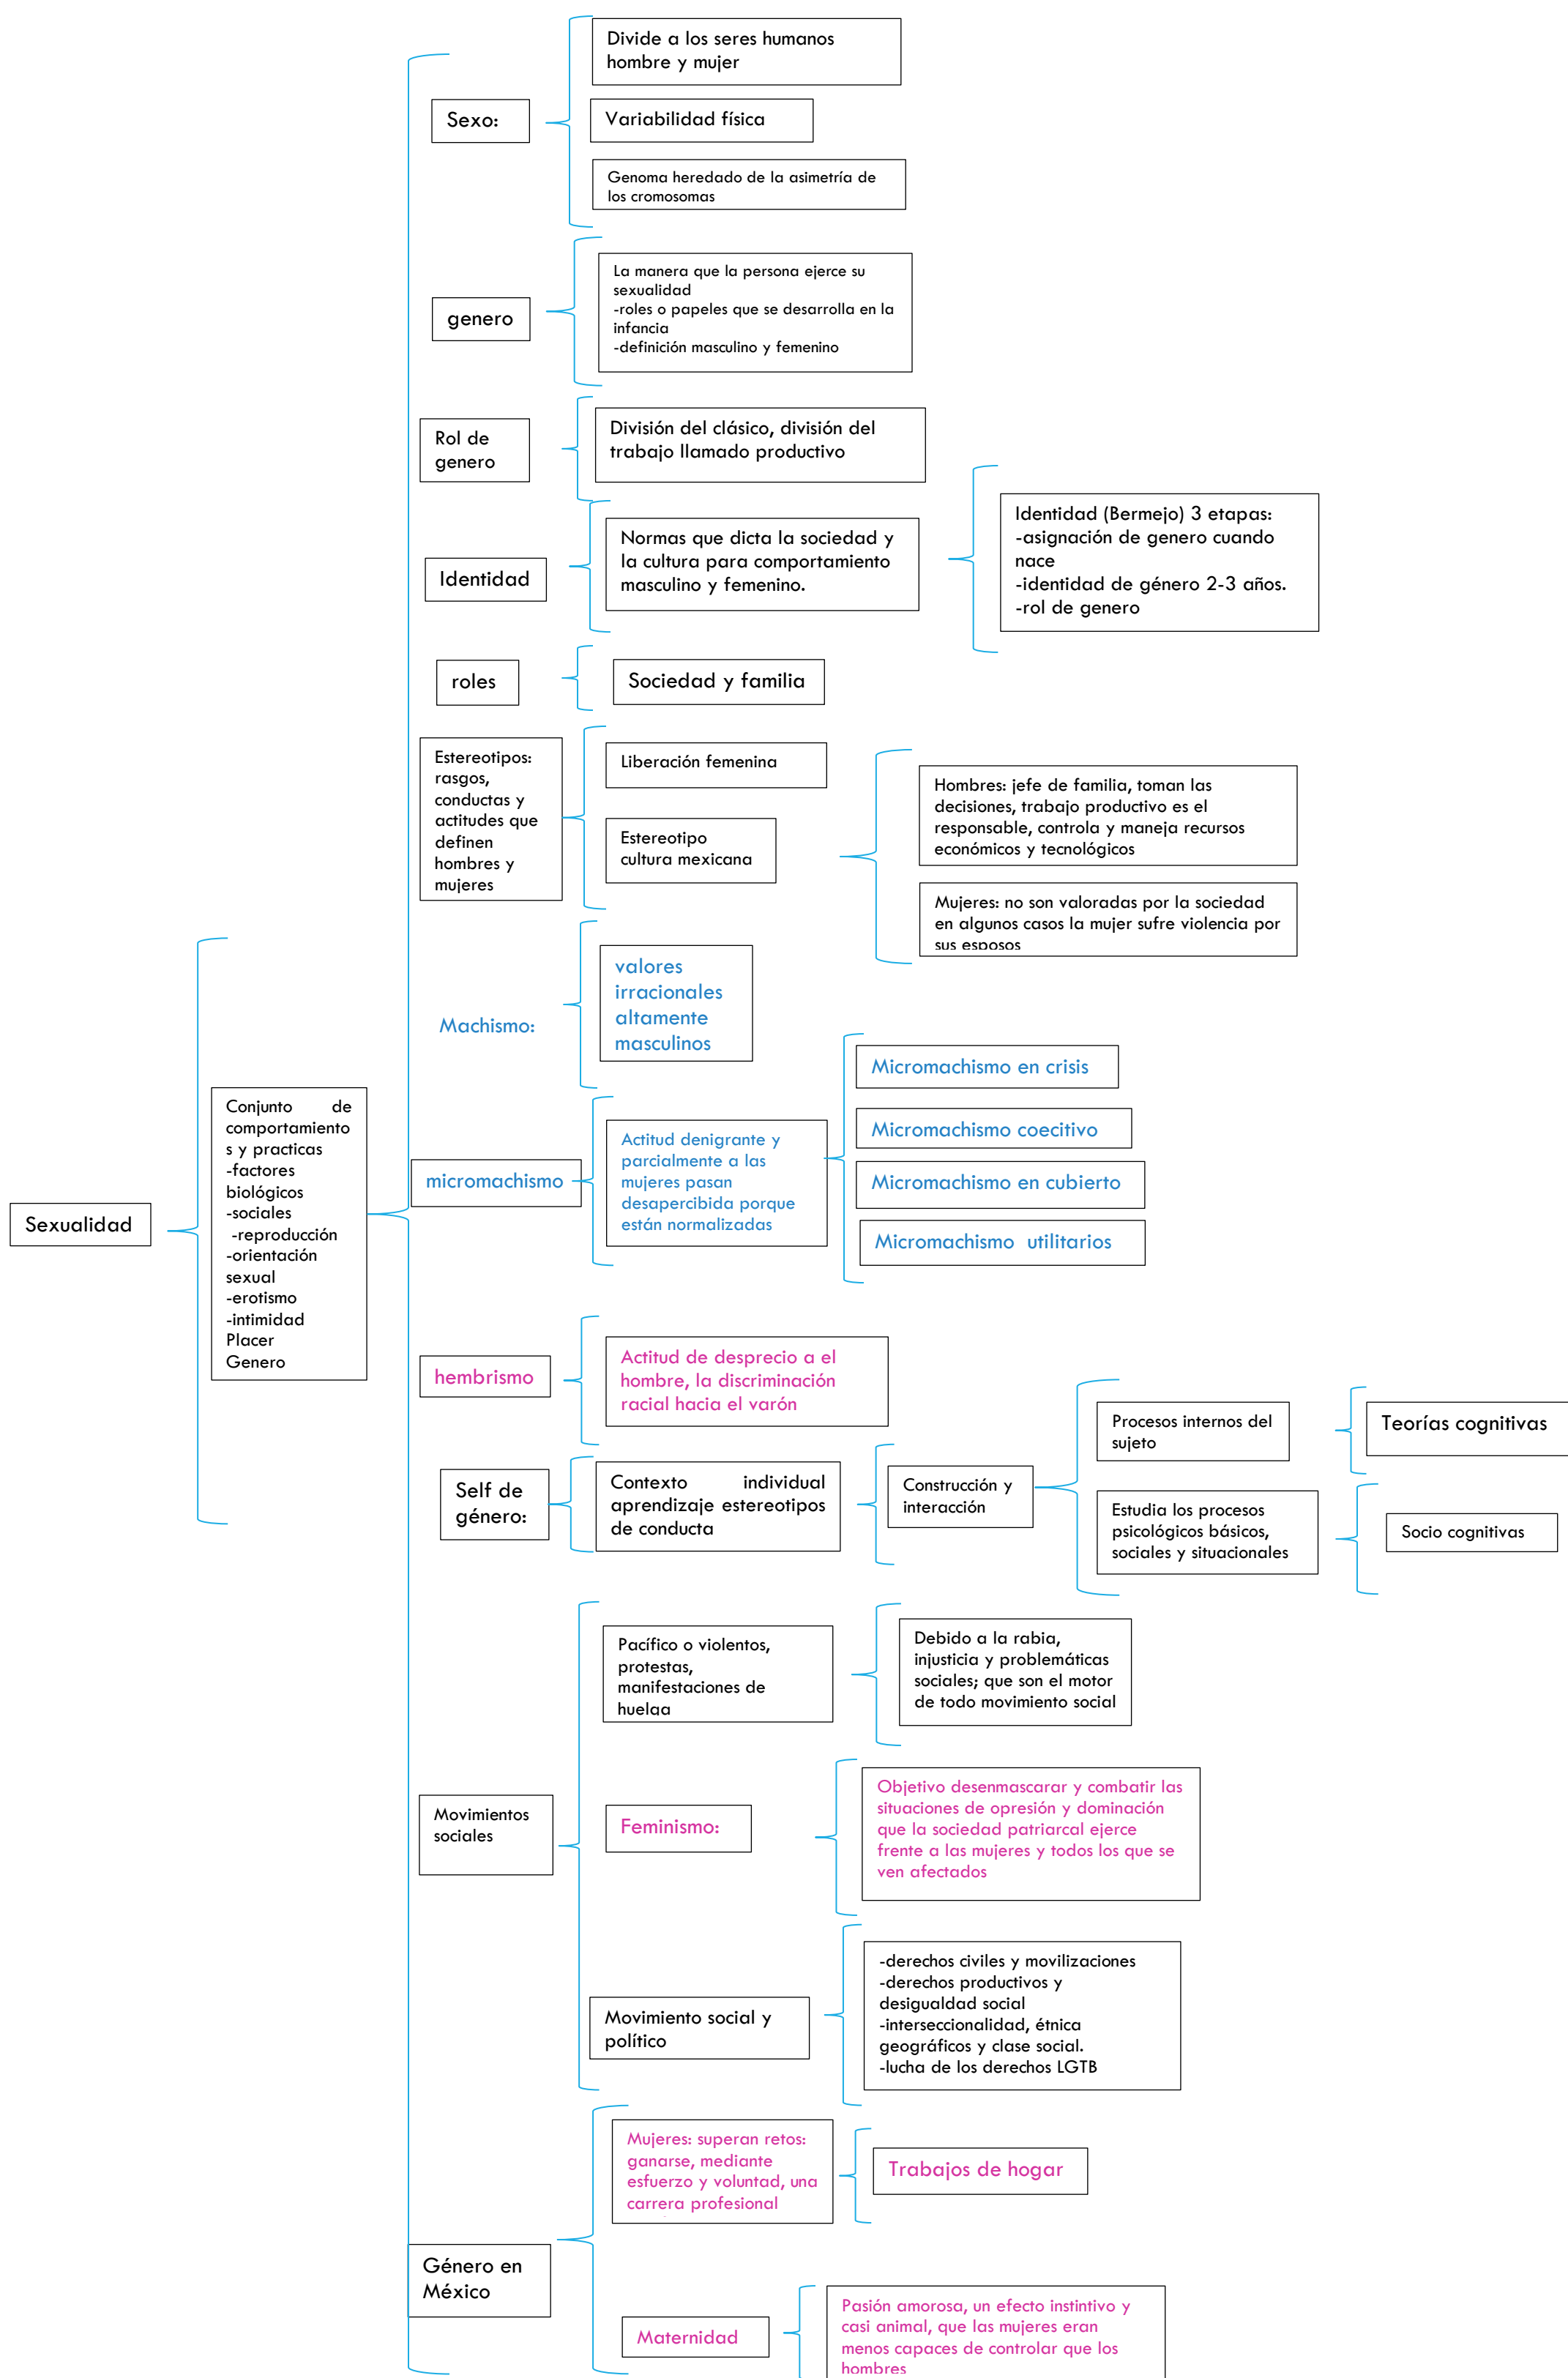 Sexualidad
Conjunto de
comportamiento
s y practicas
-factores
biológicos
-sociales
-reproducción
-orientación
sexual
-erotismo
-intimidad
Placer
Genero
Sexo:
Divide a los seres humanos
hombre y mujer
Variabilidad física
Genoma heredado de la asimetría de
los cromosomas
genero
La manera que la persona ejerce su
sexualidad
-roles o papeles que se desarrolla en la
infancia
-definición masculino y femenino
Rol de
genero
División del clásico, división del
trabajo llamado productivo
Identidad
Normas que dicta la sociedad y
la cultura para comportamiento
masculino y femenino.
Identidad (Bermejo) 3 etapas:
-asignación de genero cuando
nace
-identidad de género 2-3 años.
-rol de genero
roles
Sociedad y familia
Estereotipos:
rasgos,
conductas y
actitudes que
definen
hombres y
mujeres
Liberación femenina
Estereotipo
cultura mexicana
Hombres: jefe de familia, toman las
decisiones, trabajo productivo es el
responsable, controla y maneja recursos
económicos y tecnológicos
Mujeres: no son valoradas por la sociedad
en algunos casos la mujer sufre violencia por
sus esposos
Machismo:
valores
irracionales
altamente
masculinos
micromachismo
Actitud denigrante y
parcialmente a las
mujeres pasan
desapercibida porque
están normalizadas
Micromachismo en crisis
Micromachismo coecitivo
Micromachismo en cubierto
Micromachismo utilitarios
hembrismo
Actitud de desprecio a el
hombre, la discriminación
racial hacia el varón
Self de
género:
Contexto individual
aprendizaje estereotipos
de conducta
Construcción y
interacción
Procesos internos del
sujeto
Teorías cognitivas
Estudia los procesos
psicológicos básicos,
sociales y situacionales
Socio cognitivas
Movimientos
sociales
Pacífico o violentos,
protestas,
manifestaciones de
huelga
Debido a la rabia,
injusticia y problemáticas
sociales; que son el motor
de todo movimiento social
Feminismo:
Objetivo desenmascarar y combatir las
situaciones de opresión y dominación
que la sociedad patriarcal ejerce
frente a las mujeres y todos los que se
ven afectados
Movimiento social y
político
-derechos civiles y movilizaciones
-derechos productivos y
desigualdad social
-interseccionalidad, étnica
geográficos y clase social.
-lucha de los derechos LGTB
Género en
México
Mujeres: superan retos:
ganarse, mediante
esfuerzo y voluntad, una
carrera profesional
Trabajos de hogar
Maternidad
Pasión amorosa, un efecto instintivo y
casi animal, que las mujeres eran
menos capaces de controlar que los
hombres